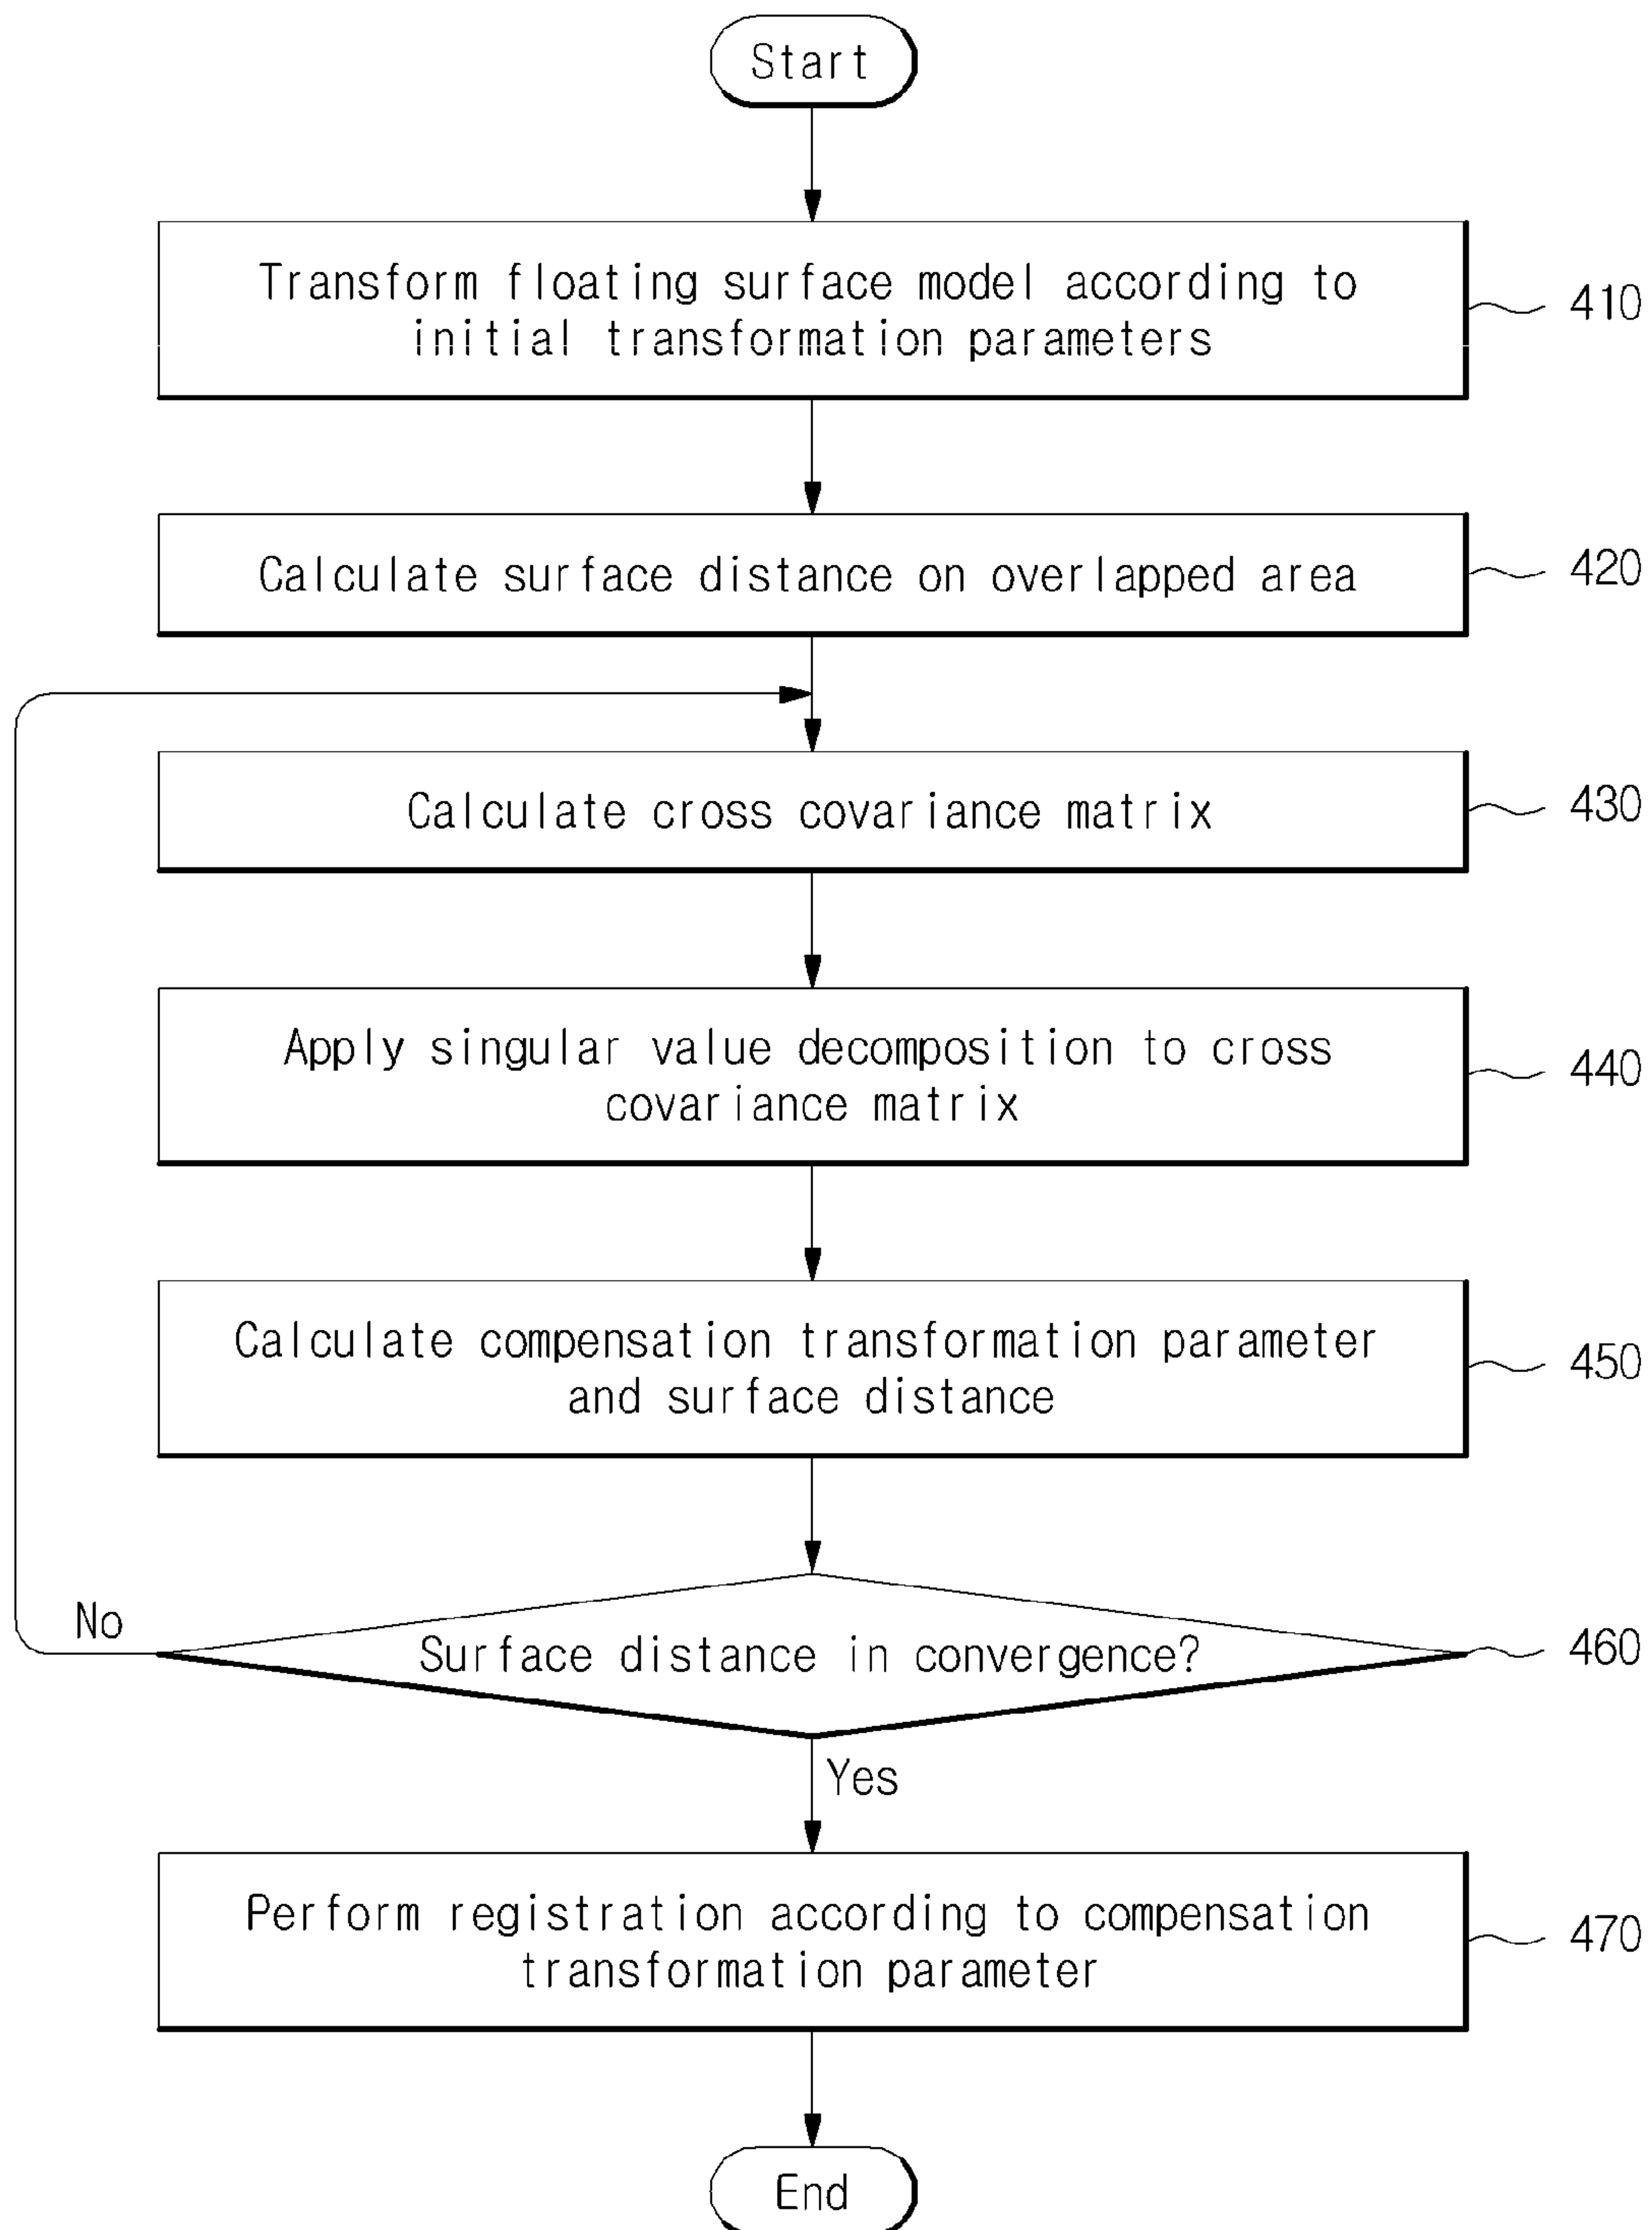 Start
Transform floating surface model according to
initial transformation parameters
410
Calculate surface distance on overlapped area
420
Calculate cross covariance matrix
430
Apply singular value decomposition to cross
covariance matrix
440
Calculate compensation transformation parameter
and surface distance
450
No
Surface distance in convergence?
460
Yes
Perform registration according to compensation
transformation parameter
470
End